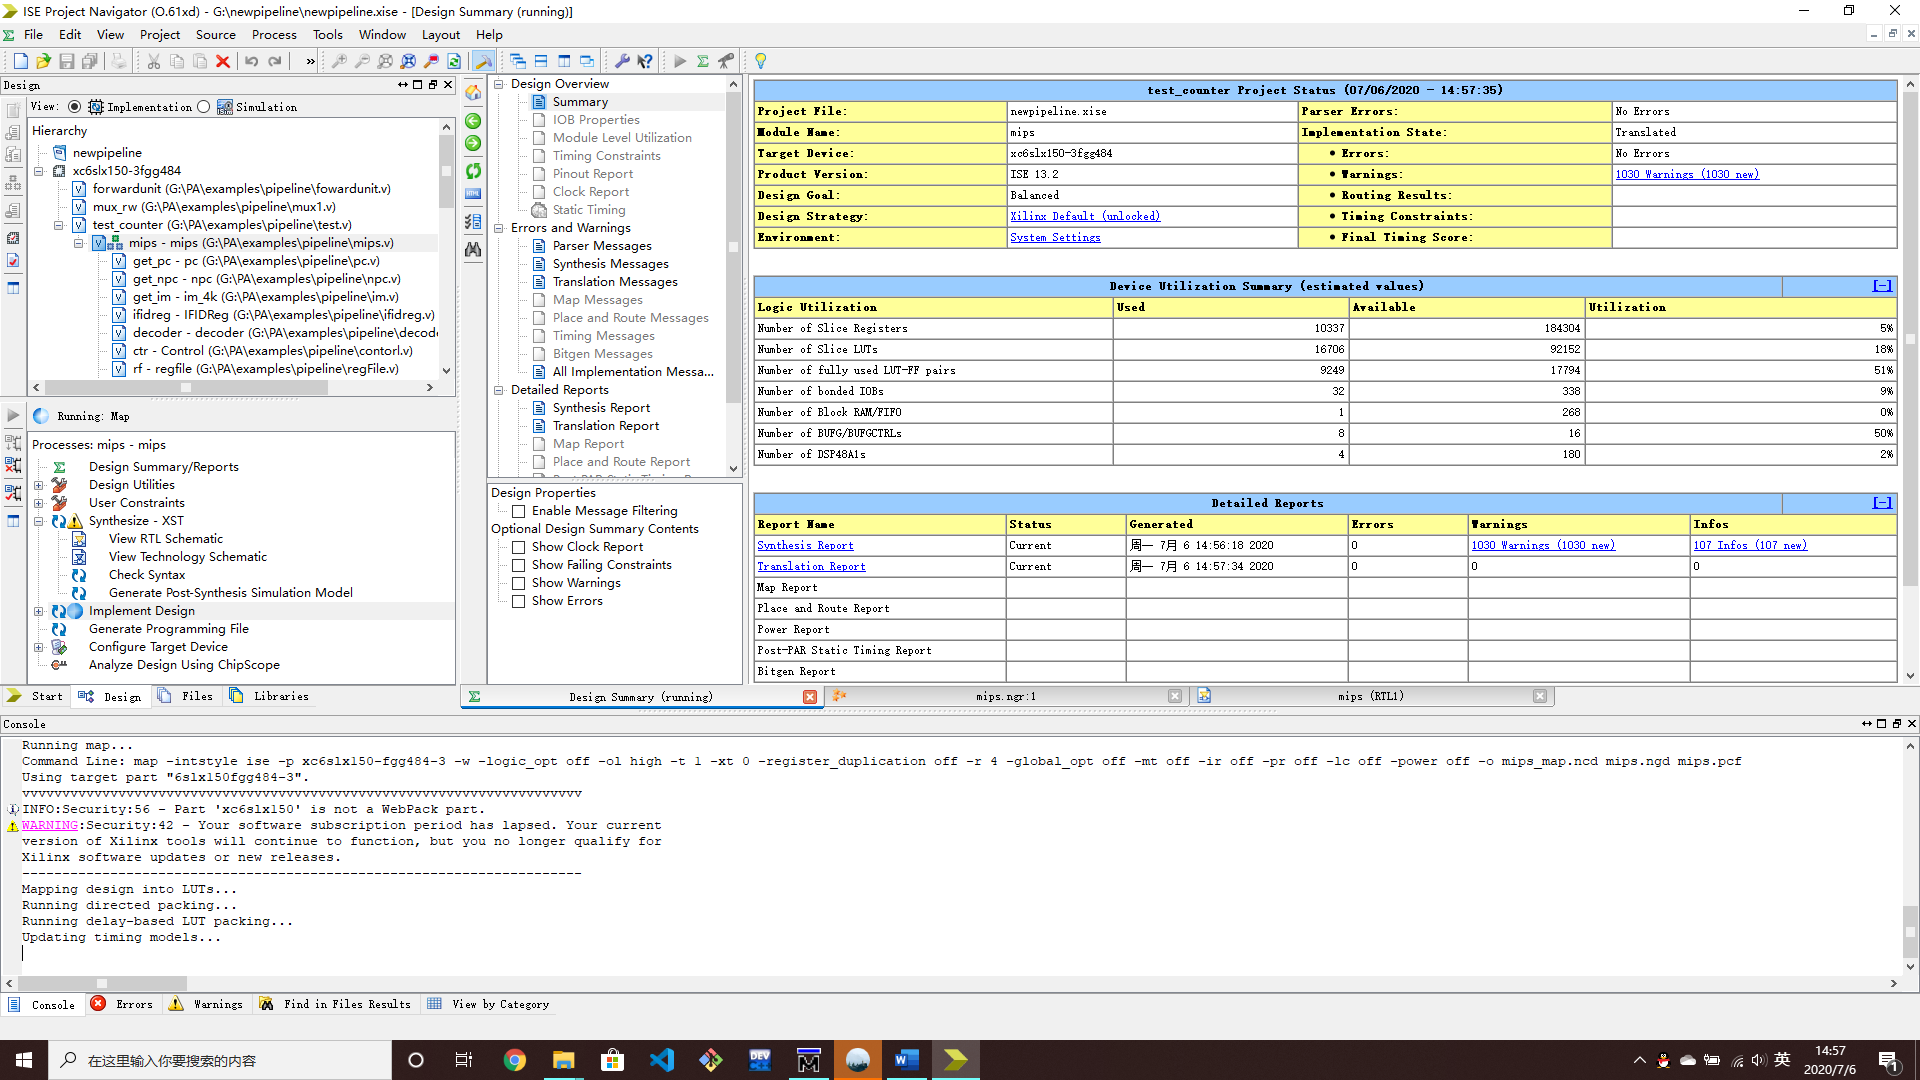 ISE Project Navigator (O.61xd) - G:\newpipeline\newpipeline.xise - [Design Summary (running)]
File Edit View Project Source Process Tools Window Layout Help
Design
View: Implementation Simulation
Hierarchy
newpipeline
xc6slx150-3fgg484
forwardunit (G:\PA\examples\pipeline\fowardunit.v)
mux_rw (G:\PA\examples\pipeline\mux1.v)
test_counter (G:\PA\examples\pipeline\test.v)
mips - mips (G:\PA\examples\pipeline\mips.v)
get_pc - pc (G:\PA\examples\pipeline\pc.v)
get_npc - npc (G:\PA\examples\pipeline\npc.v)
get_im - im_4k (G:\PA\examples\pipeline\im.v)
ifidreg - IFIDReg (G:\PA\examples\pipeline\ifidreg.v)
decoder - decoder (G:\PA\examples\pipeline\decode
ctr - Control (G:\PA\examples\pipeline\contorl.v)
rf - regfile (G:\PA\examples\pipeline\regFile.v)
Running: Map
Processes: mips - mips
Design Summary/Reports
Design Utilities
User Constraints
Synthesize - XST
View RTL Schematic
View Technology Schematic
Check Syntax
Generate Post-Synthesis Simulation Model
Implement Design
Generate Programming File
Configure Target Device
Analyze Design Using ChipScope
Start Design Files Libraries
Design Overview
Summary
IOB Properties
Module Level Utilization
Timing Constraints
Pinout Report
Clock Report
Static Timing
Errors and Warnings
Parser Messages
Synthesis Messages
Translation Messages
Map Messages
Place and Route Messages
Timing Messages
Bitgen Messages
All Implementation Messa...
Detailed Reports
Synthesis Report
Translation Report
Map Report
Place and Route Report
Design Properties
Enable Message Filtering
Optional Design Summary Contents
Show Clock Report
Show Failing Constraints
Show Warnings
Show Errors
test_counter Project Status (07/06/2020 - 14:57:35)
Project File: newpipeline.xise Parser Errors: No Errors
Module Name: mips Implementation State: Translated
Target Device: xc6slx150-3fgg484 • Errors: No Errors
Product Version: ISE 13.2 • Warnings: 1030 Warnings (1030 new)
Design Goal: Balanced • Routing Results:
Design Strategy: Xilinx Default (unlocked) • Timing Constraints:
Environment: System Settings • Final Timing Score:
Device Utilization Summary (estimated values) [-]
Logic Utilization Used Available Utilization
Number of Slice Registers 10337 184304 5%
Number of Slice LUTs 16706 92152 18%
Number of fully used LUT-FF pairs 9249 17794 51%
Number of bonded IOBs 32 338 9%
Number of Block RAM/FIFO 1 268 0%
Number of BUFG/BUFGCTRLs 8 16 50%
Number of DSP48A1s 4 180 2%
Detailed Reports [-]
Report Name Status Generated Errors Warnings Infos
Synthesis Report Current 周一 7月 6 14:56:18 2020 0 1030 Warnings (1030 new) 107 Infos (107 new)
Translation Report Current 周一 7月 6 14:57:34 2020 0 0 0
Map Report
Place and Route Report
Power Report
Post-PAR Static Timing Report
Bitgen Report
Design Summary (running) mips.ngr:1 mips (RTL1)
Console
Running map...
Command Line: map -intstyle ise -p xc6slx150-fgg484-3 -w -logic_opt off -ol high -t 1 -xt 0 -register_duplication off -r 4 -global_opt off -mt off -ir off -pr off -lc off -power off -o mips_map.ncd mips.ngd mips.pcf
Using target part "6slx150fgg484-3".
vvvvvvvvvvvvvvvvvvvvvvvvvvvvvvvvvvvvvvvvvvvvvvvvvvvvvvvvvvvvvvvvvvvvvv
INFO:Security:56 - Part 'xc6slx150' is not a WebPack part.
WARNING:Security:42 - Your software subscription period has lapsed. Your current
version of Xilinx tools will continue to function, but you no longer qualify for
Xilinx software updates or new releases.
----------------------------------------------------------------------
Mapping design into LUTs...
Running directed packing...
Running delay-based LUT packing...
Updating timing models...
Console Errors Warnings Find in Files Results View by Category
在这里输入你要搜索的内容
DEV
英
14:57
2020/7/6
1